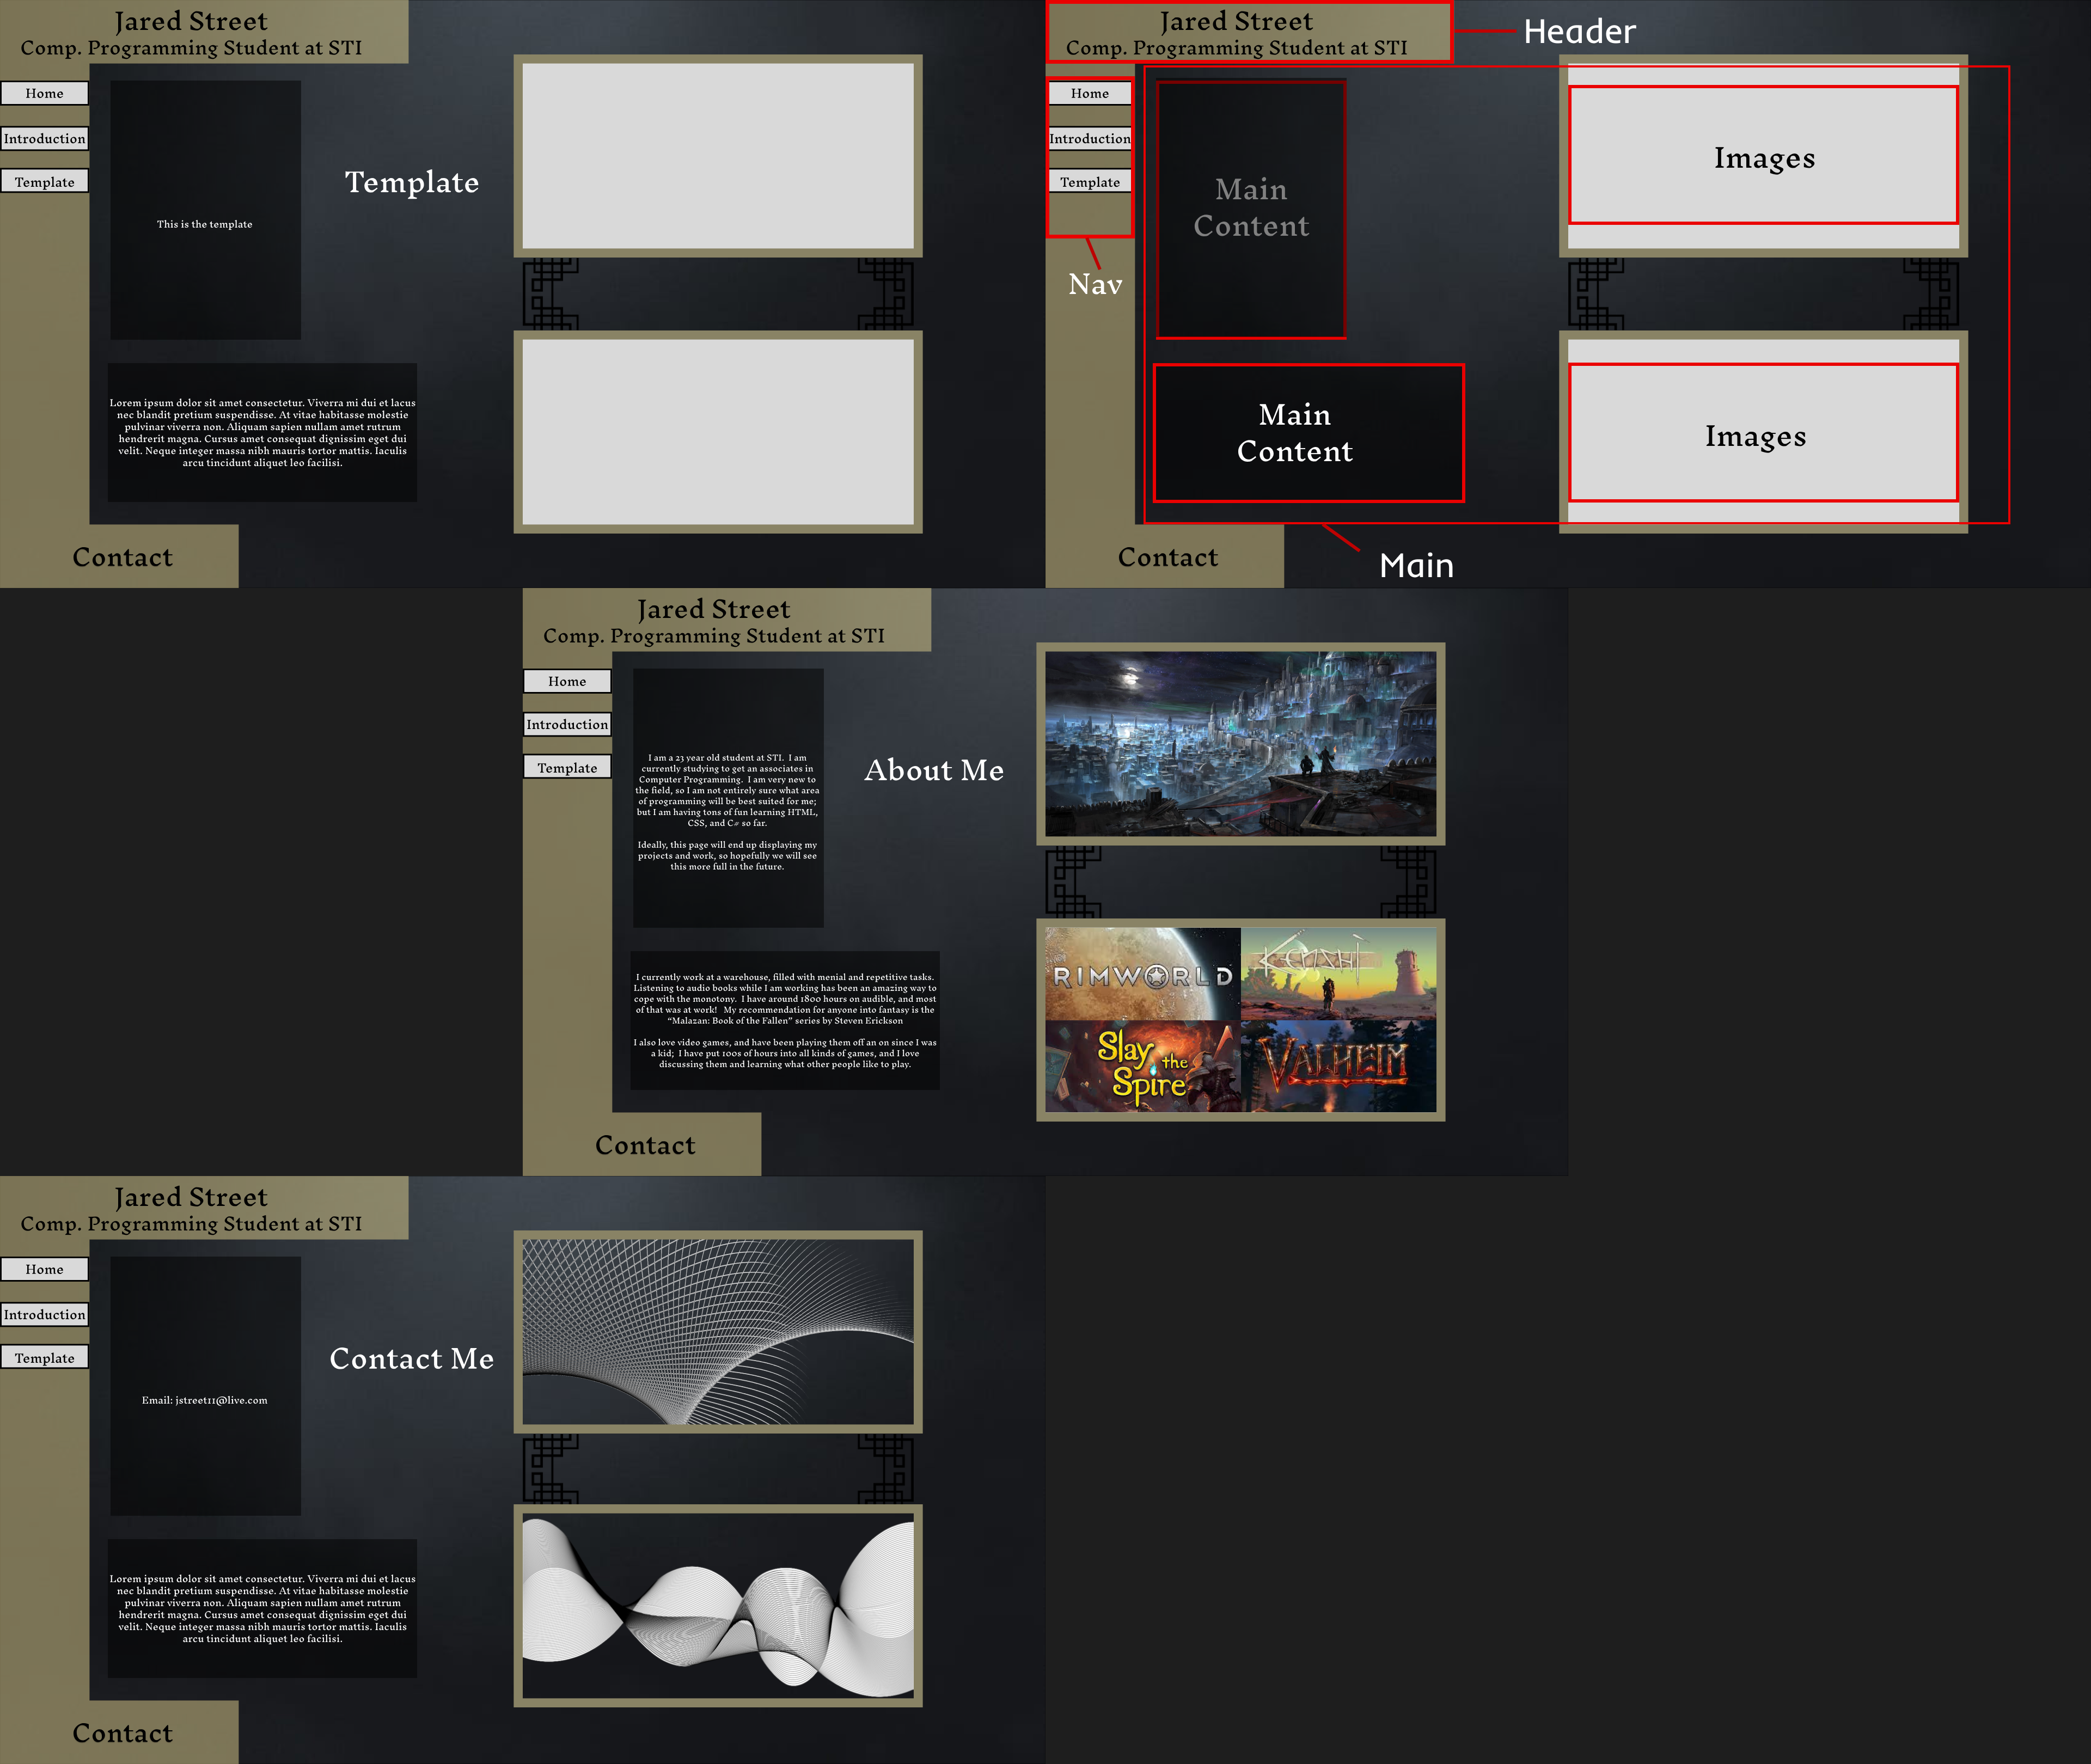 Jared Street
Comp. Programming Student at STI
Home
Introduction
Template
This is the template
Template
Lorem ipsum dolor sit amet consectetur. Viverra mi dui et lacus
nec blandit pretium suspendisse. At vitae habitasse molestie
pulvinar viverra non. Aliquam sapien nullam amet rutrum
hendrerit magna. Cursus amet consequat dignissim eget dui
velit. Neque integer massa nibh mauris tortor mattis. Iaculis
arcu tincidunt aliquet leo facilisi.
Contact
Jared Street
Comp. Programming Student at STI
Header
Home
Introduction
Template
Nav
Main
Content
Main
Content
Images
Images
Contact
Main
Jared Street
Comp. Programming Student at STI
Home
Introduction
Template
I am a 23 year old student at STI.  I am
currently studying to get an associates in
Computer Programming.  I am very new to
the field, so I am not entirely sure what area
of programming will be best suited for me;
but I am having tons of fun learning HTML,
CSS, and C# so far.
Ideally, this page will end up displaying my
projects and work, so hopefully we will see
this more full in the future.
About Me
I currently work at a warehouse, filled with menial and repetitive tasks.
Listening to audio books while I am working has been an amazing way to
cope with the monotony.  I have around 1800 hours on audible, and most
of that was at work!   My recommendation for anyone into fantasy is the
“Malazan: Book of the Fallen” series by Steven Erickson
I also love video games, and have been playing them off an on since I was
a kid;  I have put 100s of hours into all kinds of games, and I love
discussing them and learning what other people like to play.
RIMWORLD
KENSHI
Slay the Spire
VALHEIM
Contact
Jared Street
Comp. Programming Student at STI
Home
Introduction
Template
Email: jstreet11@live.com
Contact Me
Lorem ipsum dolor sit amet consectetur. Viverra mi dui et lacus
nec blandit pretium suspendisse. At vitae habitasse molestie
pulvinar viverra non. Aliquam sapien nullam amet rutrum
hendrerit magna. Cursus amet consequat dignissim eget dui
velit. Neque integer massa nibh mauris tortor mattis. Iaculis
arcu tincidunt aliquet leo facilisi.
Contact